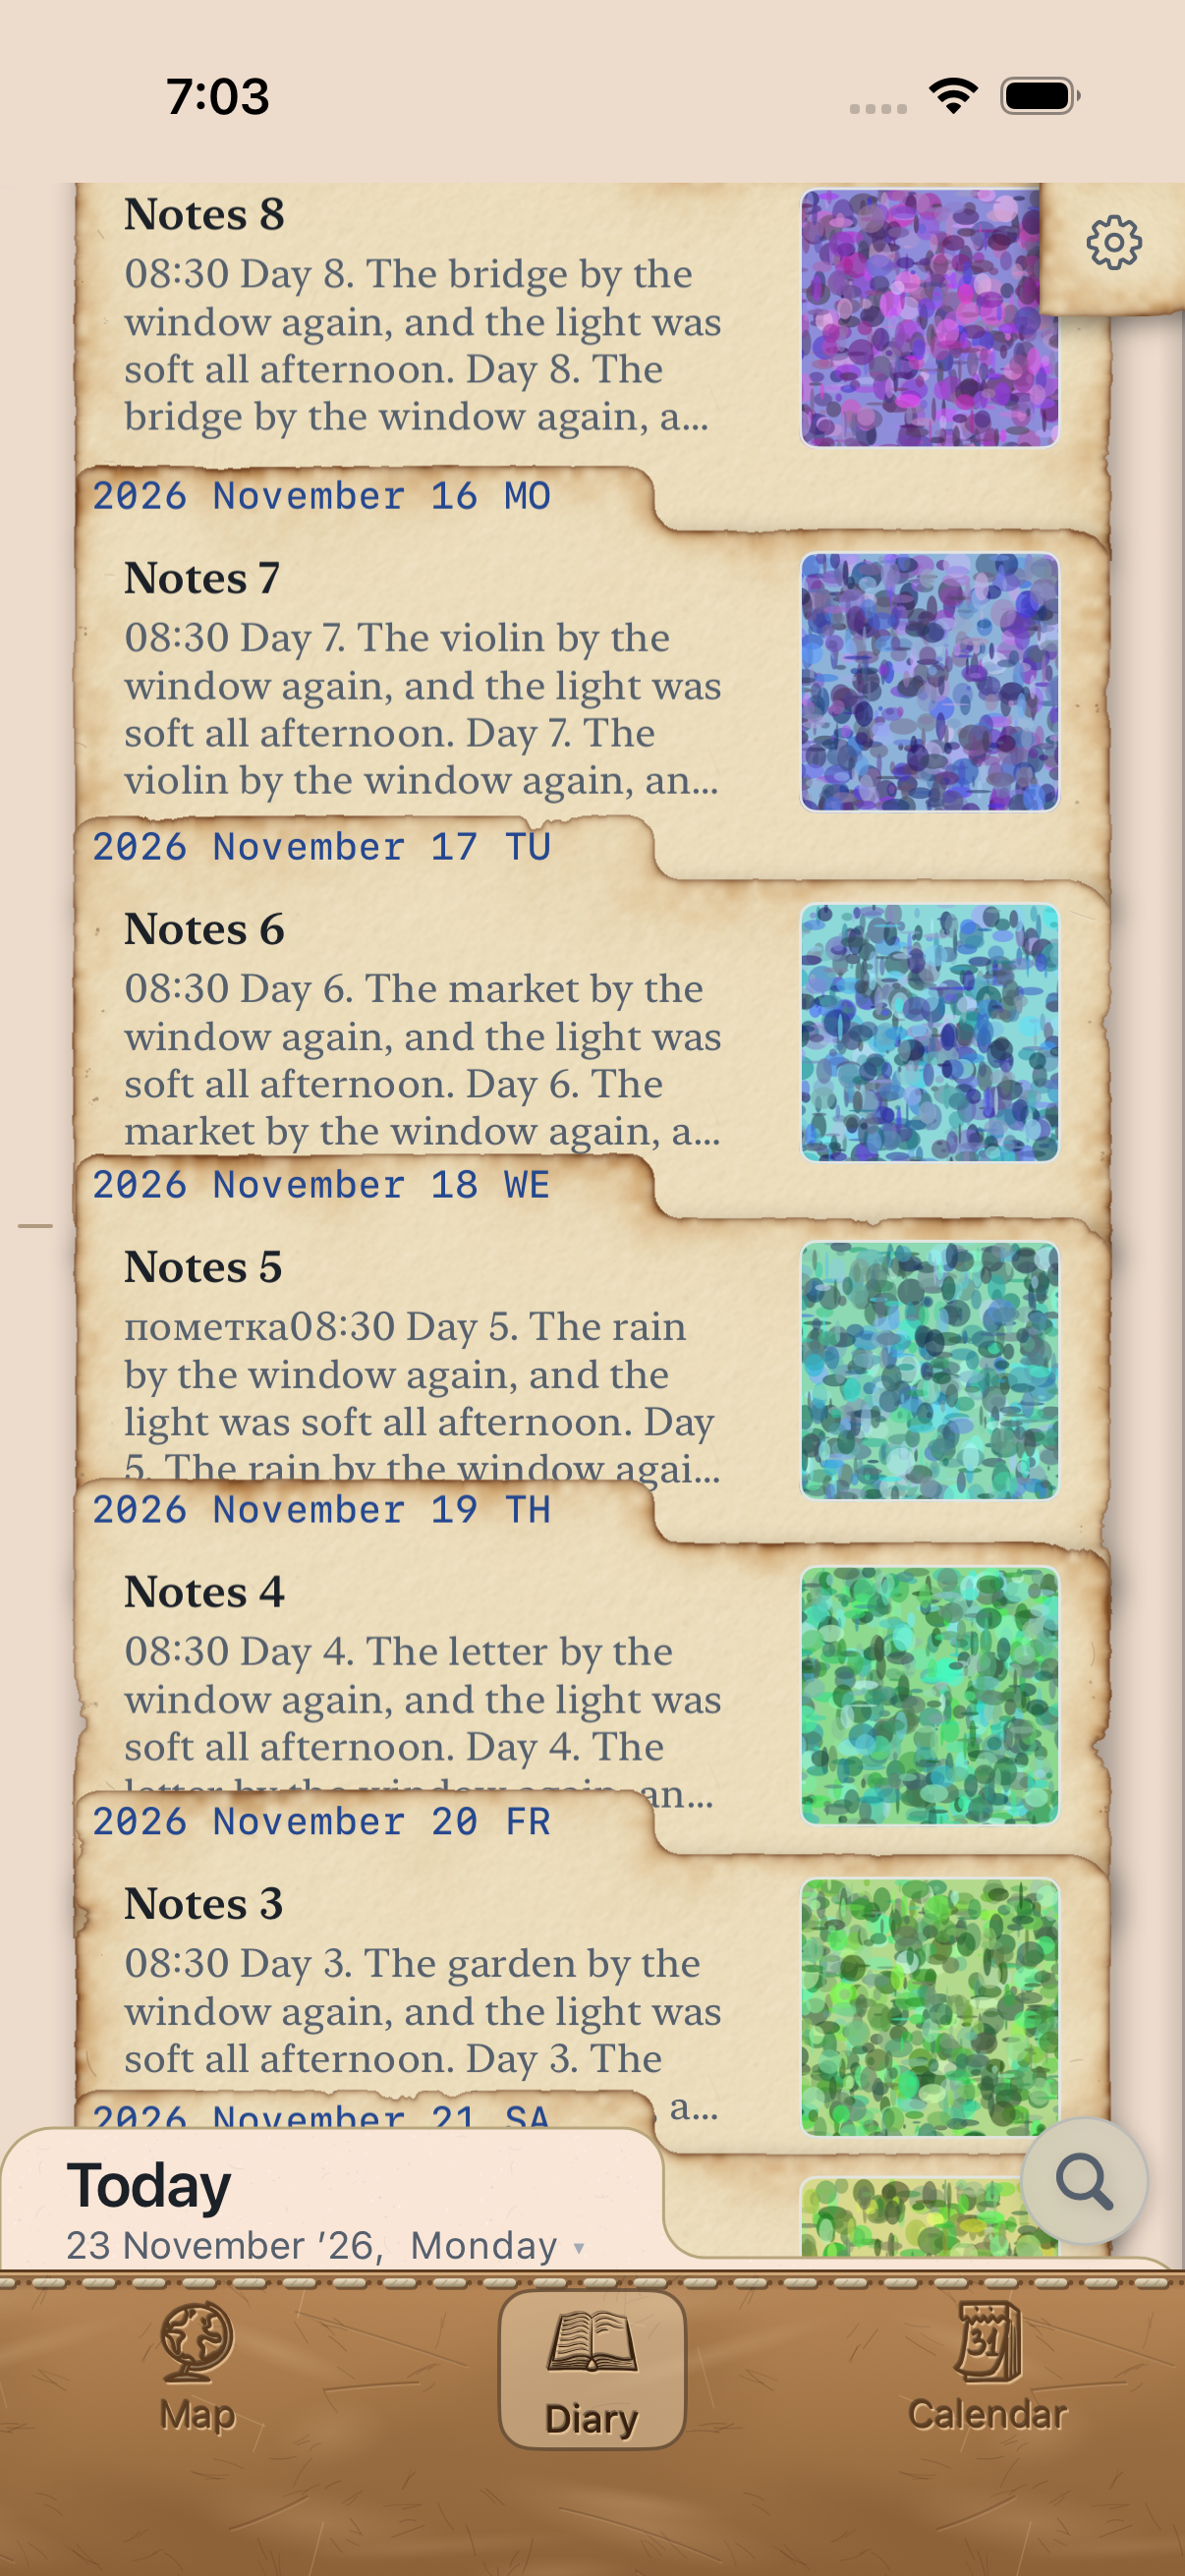 7:03
Notes 8
08:30 Day 8. The bridge by the
window again, and the light was
soft all afternoon. Day 8. The
bridge by the window again, a...
2026 November 16 MO
Notes 7
08:30 Day 7. The violin by the
window again, and the light was
soft all afternoon. Day 7. The
violin by the window again, an...
2026 November 17 TU
Notes 6
08:30 Day 6. The market by the
window again, and the light was
soft all afternoon. Day 6. The
market by the window again, a...
2026 November 18 WE
Notes 5
пометка08:30 Day 5. The rain
by the window again, and the
light was soft all afternoon. Day
5. The rain by the window agai...
2026 November 19 TH
Notes 4
08:30 Day 4. The letter by the
window again, and the light was
soft all afternoon. Day 4. The
letter by the window again, an...
2026 November 20 FR
Notes 3
08:30 Day 3. The garden by the
window again, and the light was
soft all afternoon. Day 3. The
a...
2026 November 21 SA
Today
23 November '26, Monday
Map
Diary
31
Calendar